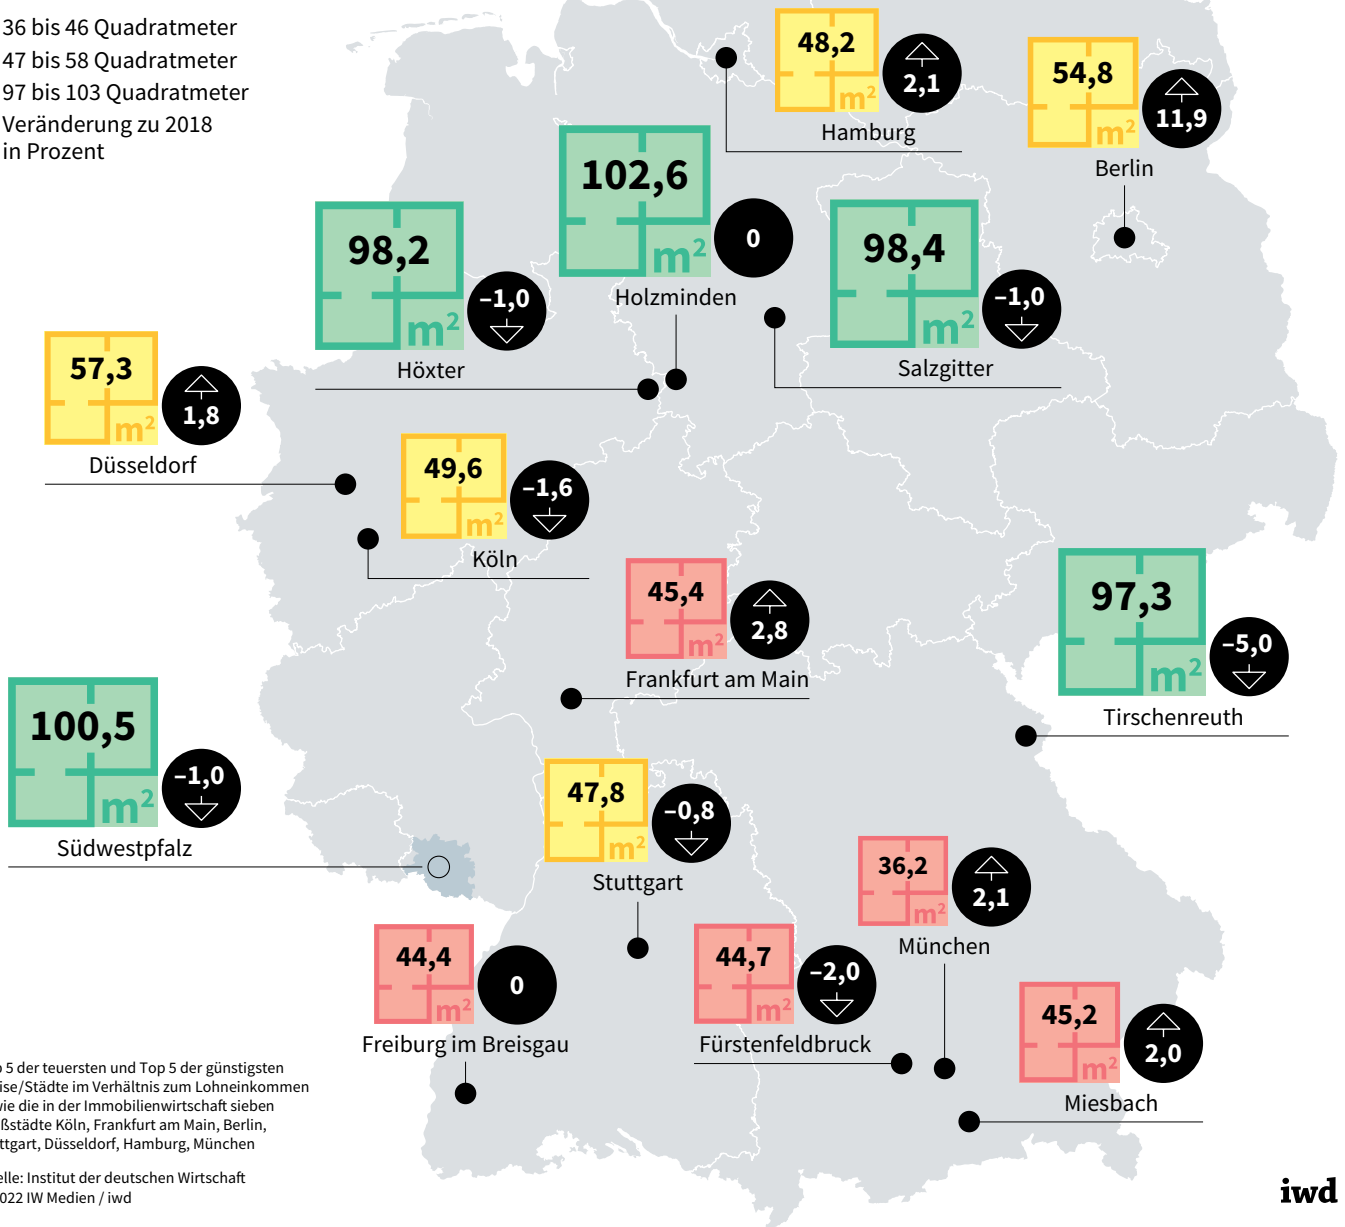 36 bis 46 Quadratmeter
47 bis 58 Quadratmeter
97 bis 103 Quadratmeter
Veränderung zu 2018
in Prozent
48,2
m²
2,1
Hamburg
54,8
m²
11,9
Berlin
102,6
m²
0
Holzminden
98,2
m²
–1,0
Höxter
98,4
m²
–1,0
Salzgitter
57,3
m²
1,8
Düsseldorf
49,6
m²
–1,6
Köln
45,4
m²
2,8
Frankfurt am Main
97,3
m²
–5,0
Tirschenreuth
100,5
m²
–1,0
Südwestpfalz
47,8
m²
–0,8
Stuttgart
36,2
m²
2,1
München
44,4
m²
0
Freiburg im Breisgau
44,7
m²
–2,0
Fürstenfeldbruck
45,2
m²
2,0
Miesbach
5 der teuersten und Top 5 der günstigsten
ise/Städte im Verhältnis zum Lohneinkommen
wie die in der Immobilienwirtschaft sieben
ßstädte Köln, Frankfurt am Main, Berlin,
ttgart, Düsseldorf, Hamburg, München
elle: Institut der deutschen Wirtschaft
022 IW Medien / iwd
iwd